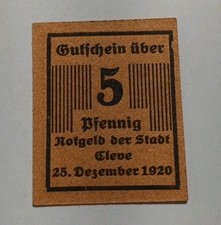 Gutschein über
5
Pfennig
Notgeld der Stadt
Cleve
25. Dezember 1920